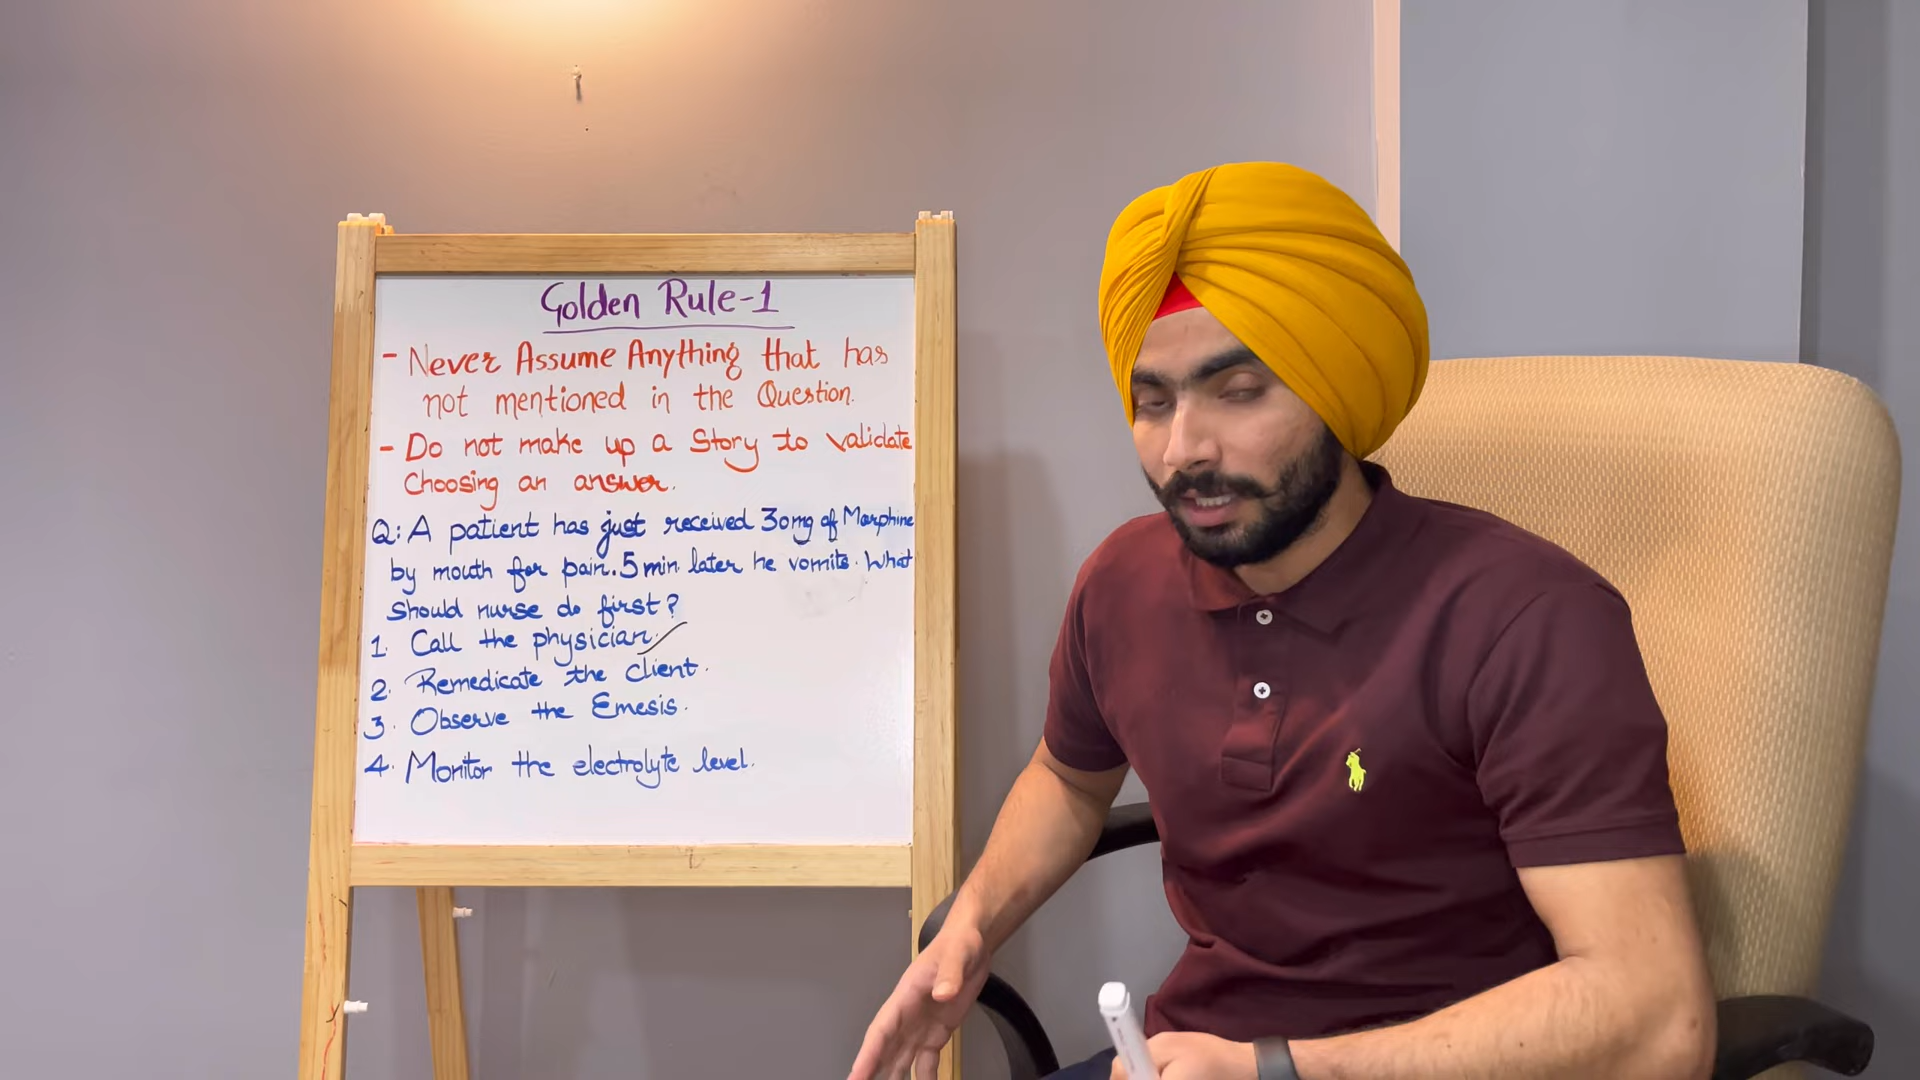 Golden Rule-1
- Never Assume Anything that has
not mentioned in the Question.
- Do not make up a Story to validate
Choosing an answer.
Q: A patient has just received 30mg of Morphine
by mouth for pain. 5 min later he vomits. What
should nurse do first?
1. Call the physician.
2. Remedicate the client.
3. Observe the Emesis.
4. Monitor the electrolyte level.